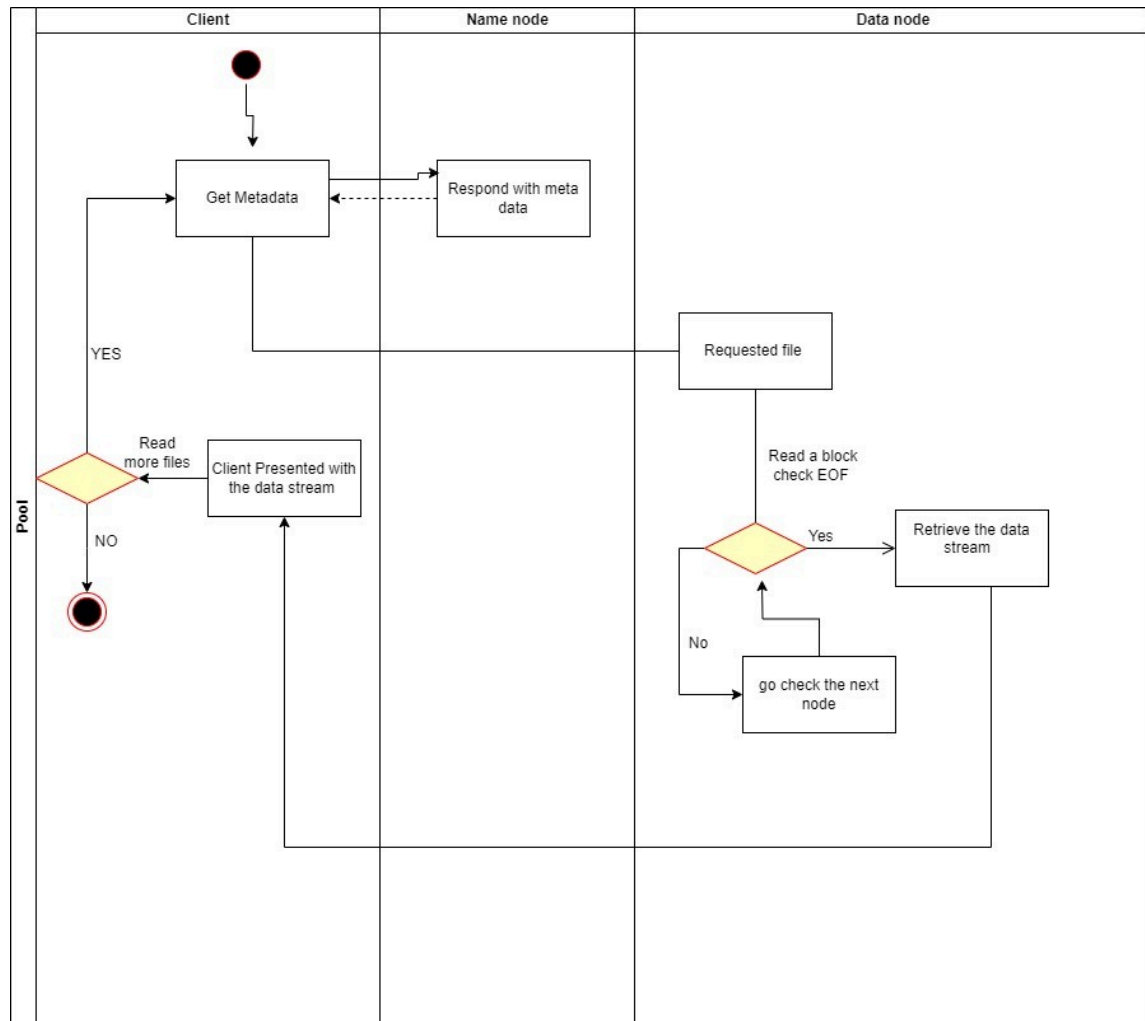 Client
Name node
Data node
Pool
Get Metadata
Respond with meta
data
Requested file
YES
Read
more files
Client Presented with
the data stream
NO
Read a block
check EOF
Yes
Retrieve the data
stream
No
go check the next
node